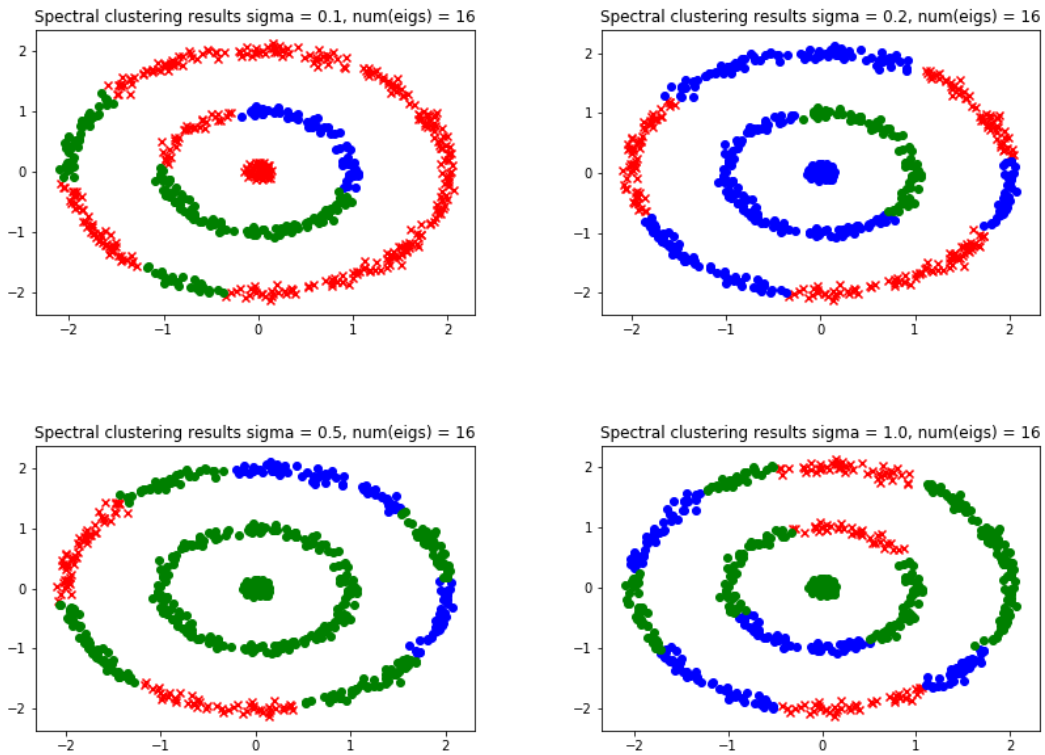 Spectral clustering results sigma = 0.1, num(eigs) = 16
2
1
0
−1
−2
−2 −1 0 1 2
Spectral clustering results sigma = 0.2, num(eigs) = 16
2
1
0
−1
−2
−2 −1 0 1 2
Spectral clustering results sigma = 0.5, num(eigs) = 16
2
1
0
−1
−2
−2 −1 0 1 2
Spectral clustering results sigma = 1.0, num(eigs) = 16
2
1
0
−1
−2
−2 −1 0 1 2